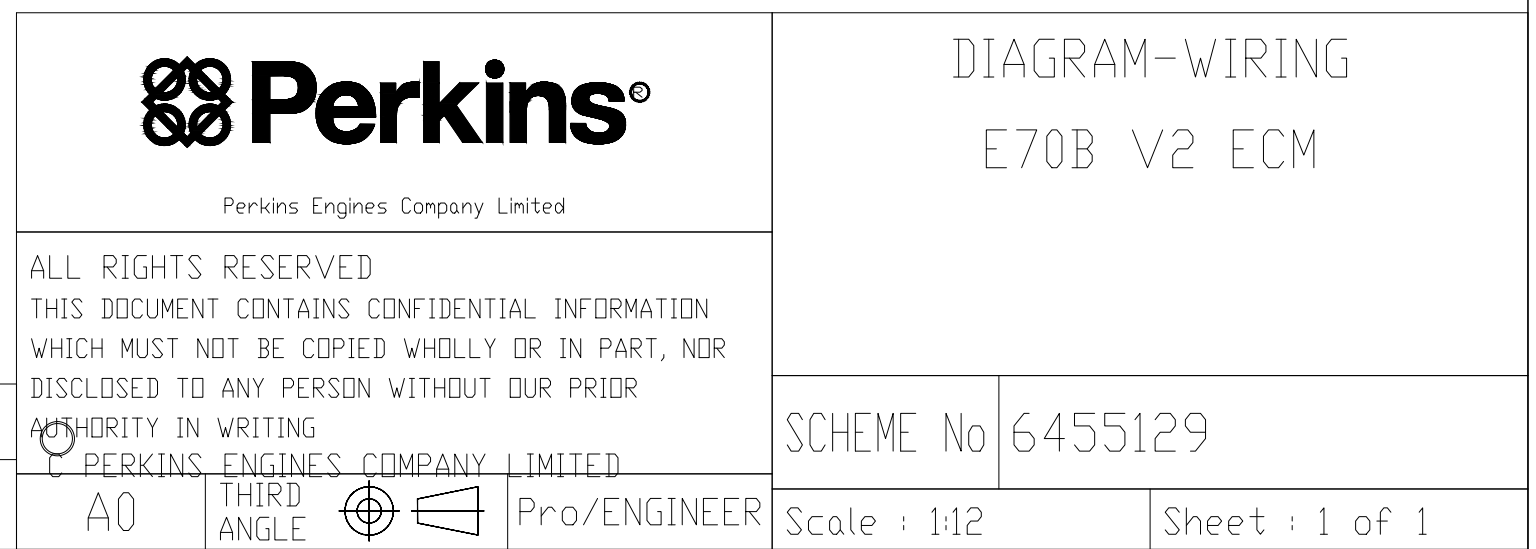 Perkins®
Perkins Engines Company Limited
ALL RIGHTS RESERVED
THIS DOCUMENT CONTAINS CONFIDENTIAL INFORMATION
WHICH MUST NOT BE COPIED WHOLLY OR IN PART, NOR
DISCLOSED TO ANY PERSON WITHOUT OUR PRIOR
AUTHORITY IN WRITING
C PERKINS ENGINES COMPANY LIMITED
A0
THIRD
ANGLE
Pro/ENGINEER
DIAGRAM-WIRING
E70B V2 ECM
SCHEME No 6455129
Scale : 1:12
Sheet : 1 of 1